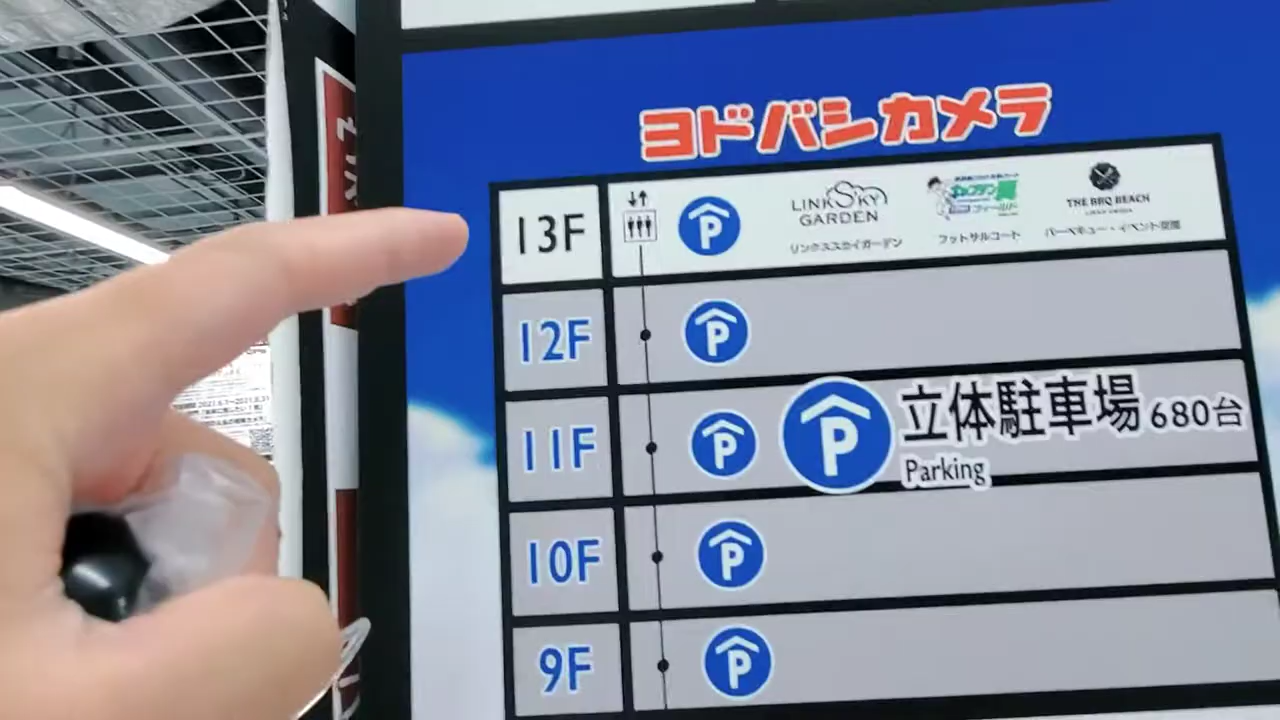 ヨドバシカメラ
13F
LINKSKY
GARDEN
リンクススカイガーデン
フットサルコート
THE BBQ BEACH
バーベキュー・イベント空間
12F
P
11F
P
P
立体駐車場 680台
Parking
10F
P
9F
P